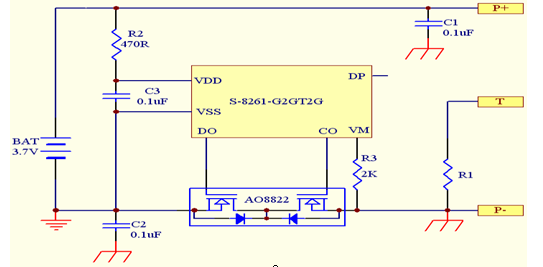 P+
C1
0.1uF
R2
470R
VDD
DP
S-8261-G2GT2G
C3
0.1uF
VSS
DO
CO
VM
T
BAT
3.7V
R3
2K
R1
AO8822
P-
C2
0.1uF